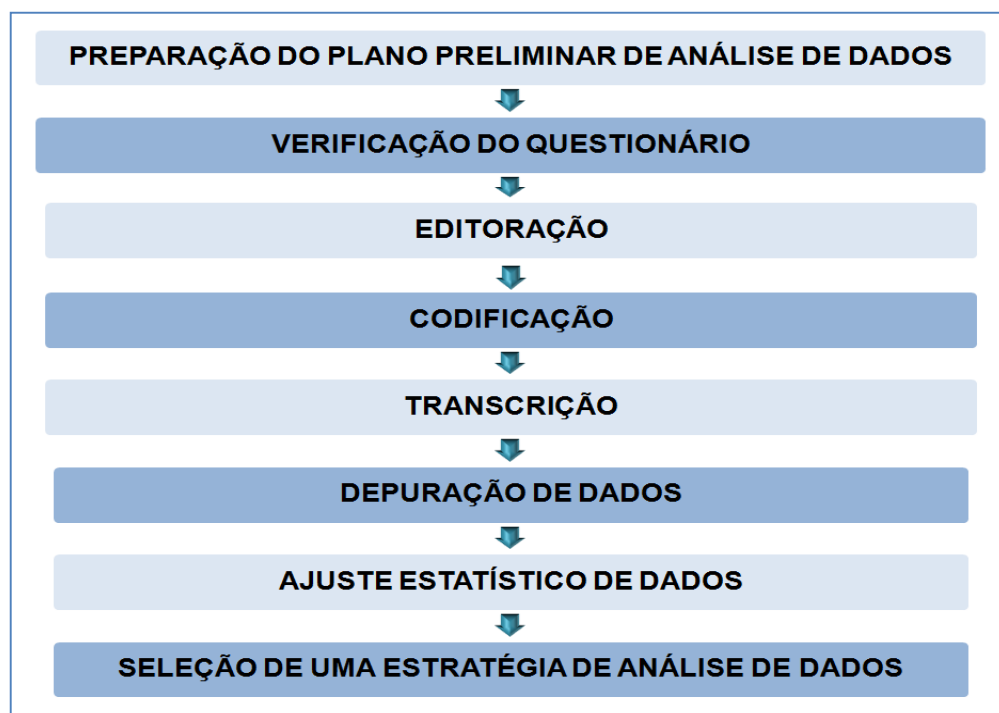 PREPARAÇÃO DO PLANO PRELIMINAR DE ANÁLISE DE DADOS
VERIFICAÇÃO DO QUESTIONÁRIO
EDITORAÇÃO
CODIFICAÇÃO
TRANSCRIÇÃO
DEPURAÇÃO DE DADOS
AJUSTE ESTATÍSTICO DE DADOS
SELEÇÃO DE UMA ESTRATÉGIA DE ANÁLISE DE DADOS